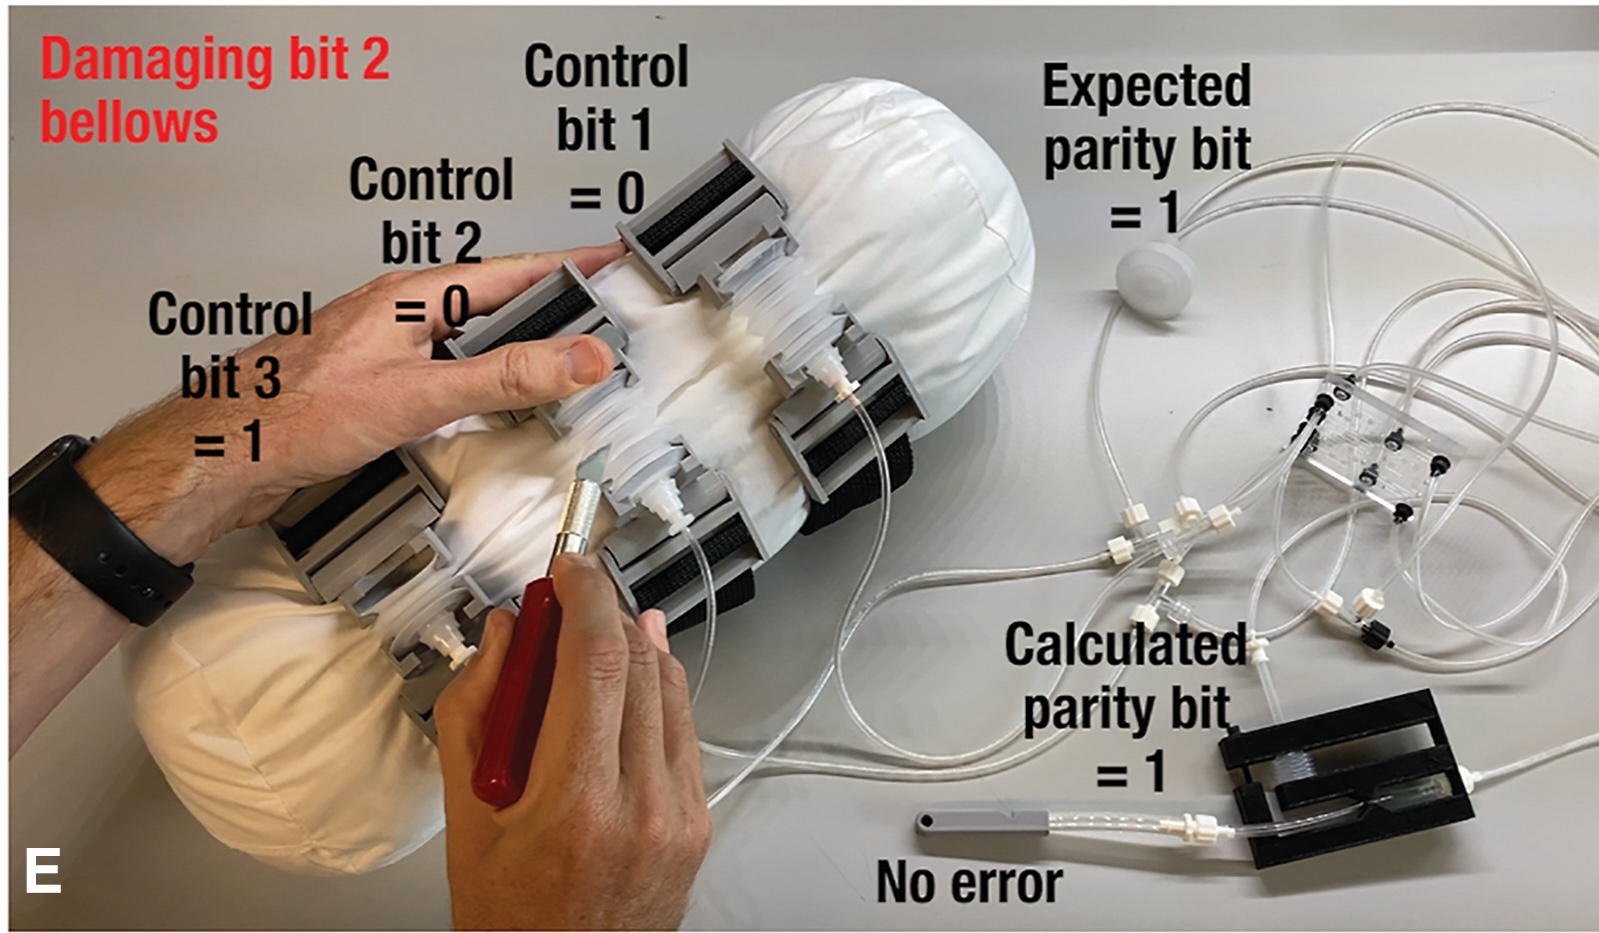 Damaging bit 2
bellows
Control
bit 1
= 0
Control
bit 2
= 0
Control
bit 3
= 1
Expected
parity bit
= 1
Calculated
parity bit
= 1
No error
E